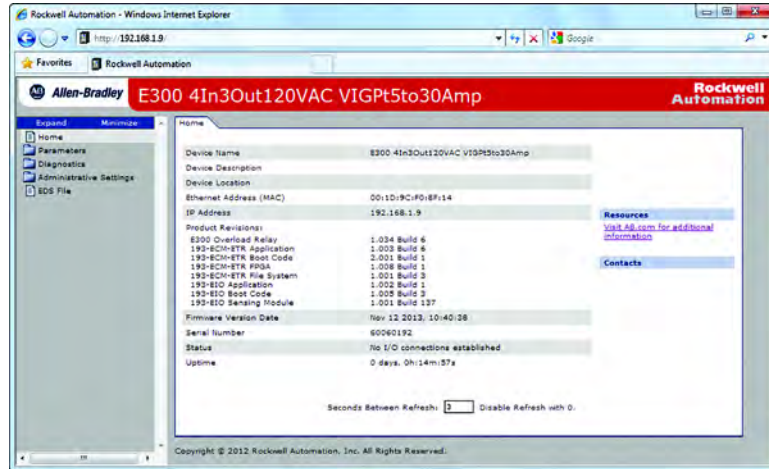 Rockwell Automation - Windows Internet Explorer
http://192.168.1.9/
Google
Favorites
Rockwell Automation
AB Allen-Bradley
E300 4In3Out120VAC VIGPt5to30Amp
Rockwell
Automation
Expand Minimize
Home
Parameters
Diagnostics
Administrative Settings
EDS File
Home
Device Name E300 4In3Out120VAC VIGPt5to30Amp
Device Description
Device Location
Ethernet Address (MAC) 00:1D:9C:F0:8F:14
IP Address 192.168.1.9
Product Revisions:
E300 Overload Relay 1.034 Build 6
193-ECM-ETR Application 1.003 Build 6
193-ECM-ETR Boot Code 2.001 Build 1
193-ECM-ETR FPGA 1.008 Build 1
193-ECM-ETR File System 1.001 Build 3
193-EIO Application 1.002 Build 1
193-EIO Boot Code 1.005 Build 3
193-EIO Sensing Module 1.001 Build 137
Firmware Version Date Nov 12 2013, 10:40:38
Serial Number 60060192
Status No I/O connections established
Uptime 0 days, 0h:14m:57s
Resources
Visit AB.com for additional
information
Contacts
Seconds Between Refresh: 3 Disable Refresh with 0.
Copyright © 2012 Rockwell Automation, Inc. All Rights Reserved.